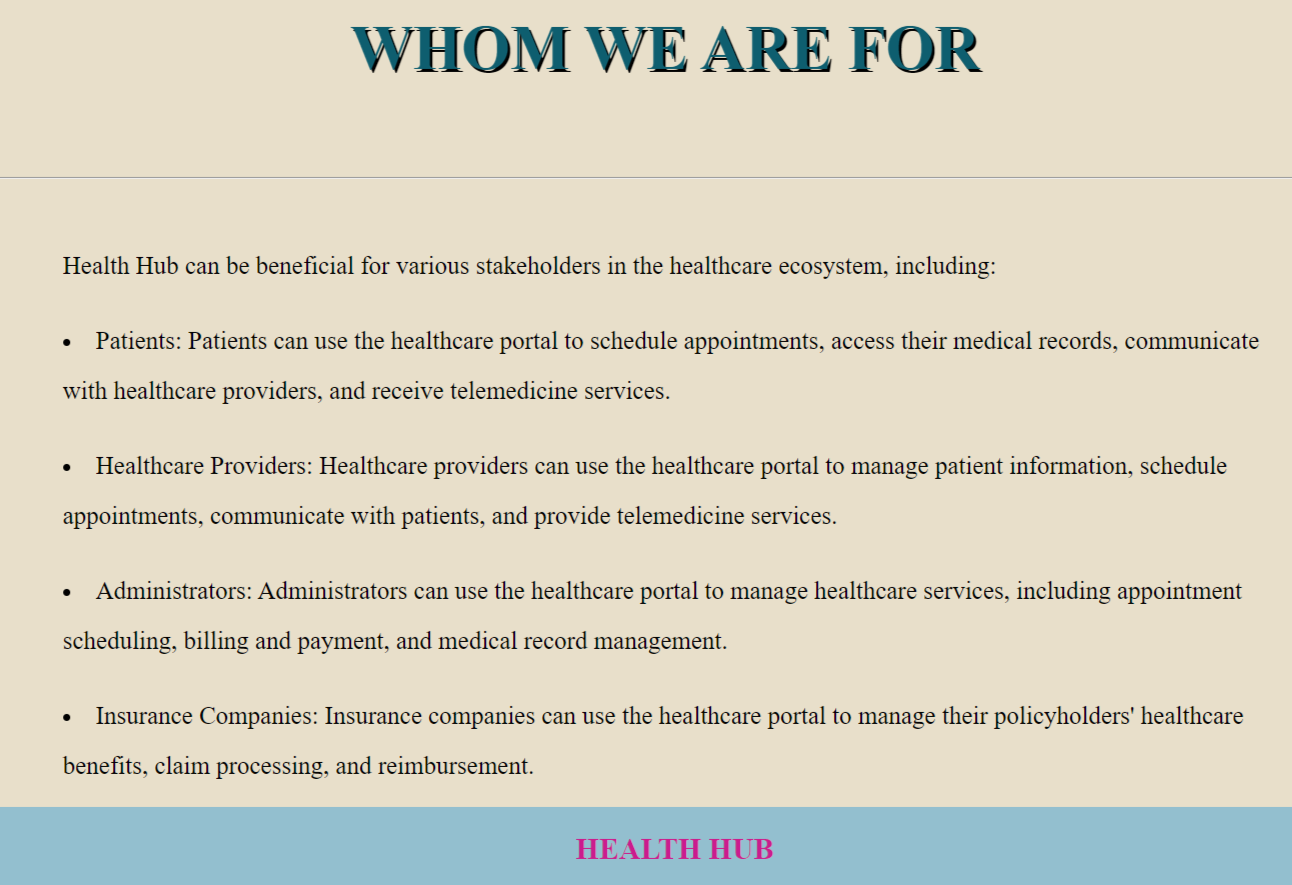 WHOM WE ARE FOR
Health Hub can be beneficial for various stakeholders in the healthcare ecosystem, including:
• Patients: Patients can use the healthcare portal to schedule appointments, access their medical records, communicate
with healthcare providers, and receive telemedicine services.
• Healthcare Providers: Healthcare providers can use the healthcare portal to manage patient information, schedule
appointments, communicate with patients, and provide telemedicine services.
• Administrators: Administrators can use the healthcare portal to manage healthcare services, including appointment
scheduling, billing and payment, and medical record management.
• Insurance Companies: Insurance companies can use the healthcare portal to manage their policyholders' healthcare
benefits, claim processing, and reimbursement.
HEALTH HUB